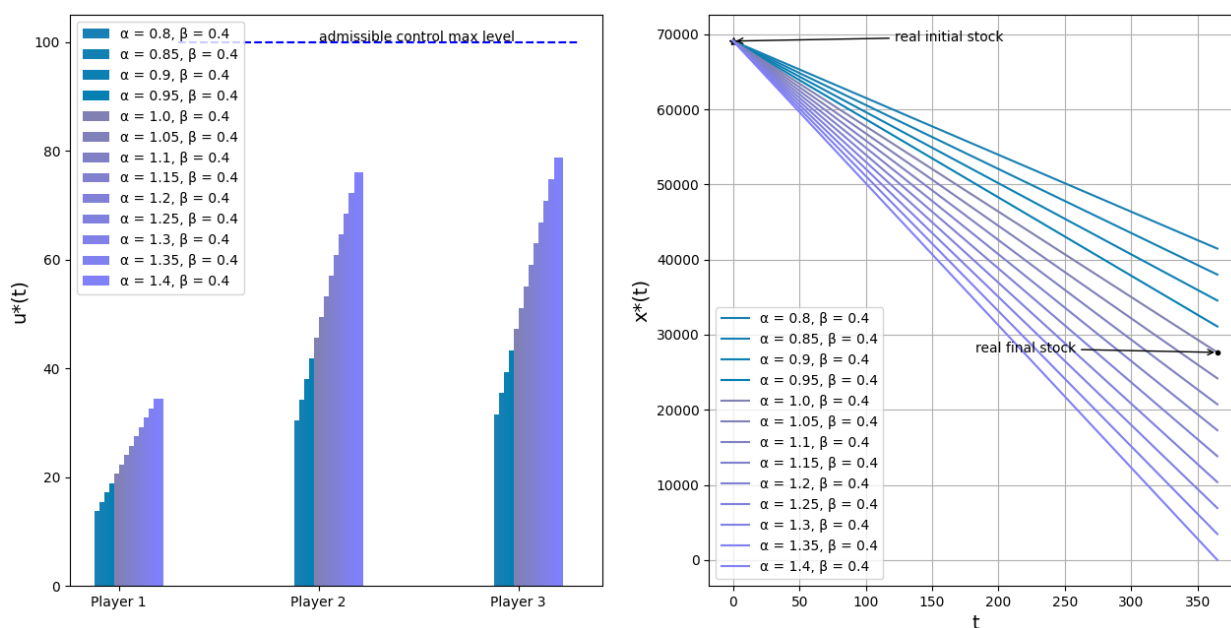 u*(t)
100
80
60
40
20
0
α = 0.8, β = 0.4
α = 0.85, β = 0.4
α = 0.9, β = 0.4
α = 0.95, β = 0.4
α = 1.0, β = 0.4
α = 1.05, β = 0.4
α = 1.1, β = 0.4
α = 1.15, β = 0.4
α = 1.2, β = 0.4
α = 1.25, β = 0.4
α = 1.3, β = 0.4
α = 1.35, β = 0.4
α = 1.4, β = 0.4
admissible control max level
Player 1
Player 2
Player 3
x*(t)
70000
60000
50000
40000
30000
20000
10000
0
real initial stock
real final stock
α = 0.8, β = 0.4
α = 0.85, β = 0.4
α = 0.9, β = 0.4
α = 0.95, β = 0.4
α = 1.0, β = 0.4
α = 1.05, β = 0.4
α = 1.1, β = 0.4
α = 1.15, β = 0.4
α = 1.2, β = 0.4
α = 1.25, β = 0.4
α = 1.3, β = 0.4
α = 1.35, β = 0.4
α = 1.4, β = 0.4
0
50
100
150
200
250
300
350
t